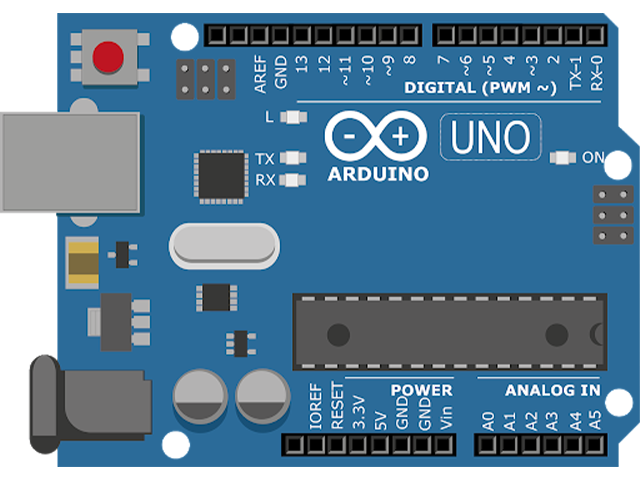 AREF
GND
13
12
~11
~10
~9
8
7
~6
~5
4
~3
2
TX-1
RX-0
DIGITAL (PWM ~)
L
TX
RX
- +
ARDUINO
UNO
ON
POWER
ANALOG IN
IOREF
RESET
3.3V
5V
GND
GND
Vin
A0
A1
A2
A3
A4
A5